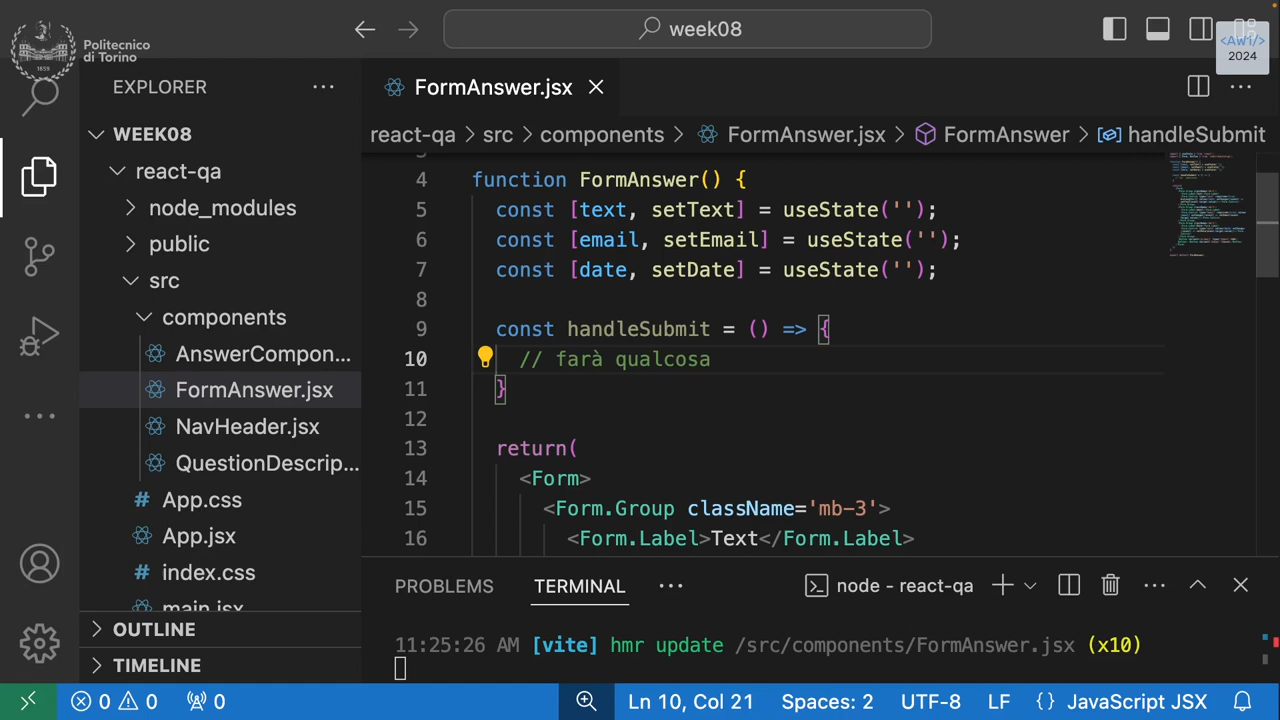 Politecnico
di Torino
1859
week08
<AW1/>
2024
EXPLORER
WEEK08
react-qa
node_modules
public
src
components
AnswerCompon...
FormAnswer.jsx
NavHeader.jsx
QuestionDescrip...
App.css
App.jsx
index.css
main.jsx
OUTLINE
TIMELINE
FormAnswer.jsx
react-qa > src > components > FormAnswer.jsx > FormAnswer > handleSubmit
3
4 function FormAnswer() {
5 const [text, setText] = useState('');
6 const [email, setEmail] = useState('');
7 const [date, setDate] = useState('');
8
9 const handleSubmit = () => {
10 // farà qualcosa
11 }
12
13 return(
14 <Form>
15 <Form.Group className='mb-3'>
16 <Form.Label>Text</Form.Label>
PROBLEMS TERMINAL ... node - react-qa
11:25:26 AM [vite] hmr update /src/components/FormAnswer.jsx (x10)
0 0 0 Ln 10, Col 21 Spaces: 2 UTF-8 LF {} JavaScript JSX